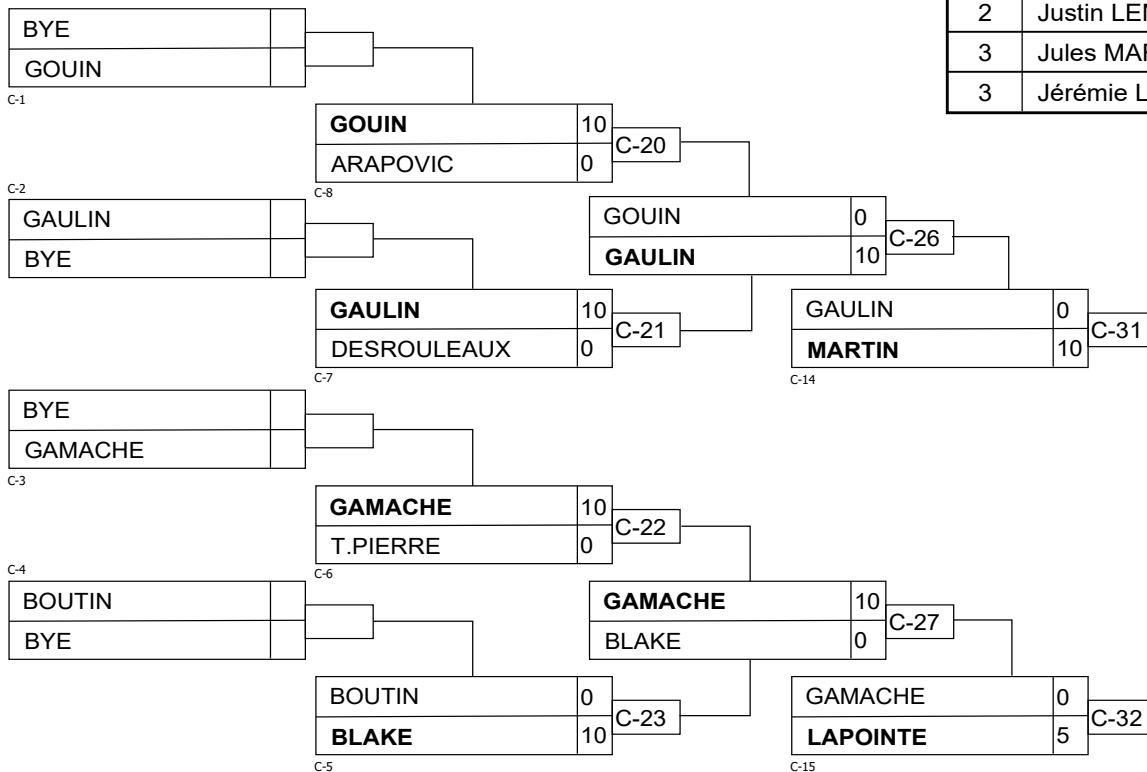 BYE
GOUIN
C-1
2 Justin
3 Jules
3 Jérémie
GOUIN 10
ARAPOVIC 0
C-8
C-20
C-2
GAULIN
BYE
GOUIN 0
GAULIN 10
C-26
GAULIN 10
DESROULEAUX 0
C-7
C-21
GAULIN 0
MARTIN 10
C-14
C-31
BYE
GAMACHE
C-3
GAMACHE 10
T.PIERRE 0
C-6
C-22
C-4
BOUTIN
BYE
GAMACHE 10
BLAKE 0
C-27
BOUTIN 0
BLAKE 10
C-5
C-23
GAMACHE 0
LAPOINTE 5
C-15
C-32